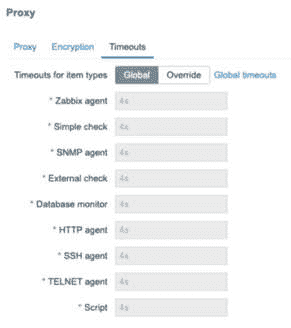 Proxy
Proxy Encryption Timeouts
Timeouts for item types Global Override Global timeouts
* Zabbix agent 4s
* Simple check 4s
* SNMP agent 4s
* External check 4s
* Database monitor 4s
* HTTP agent 4s
* SSH agent 4s
* TELNET agent 4s
* Script 4s